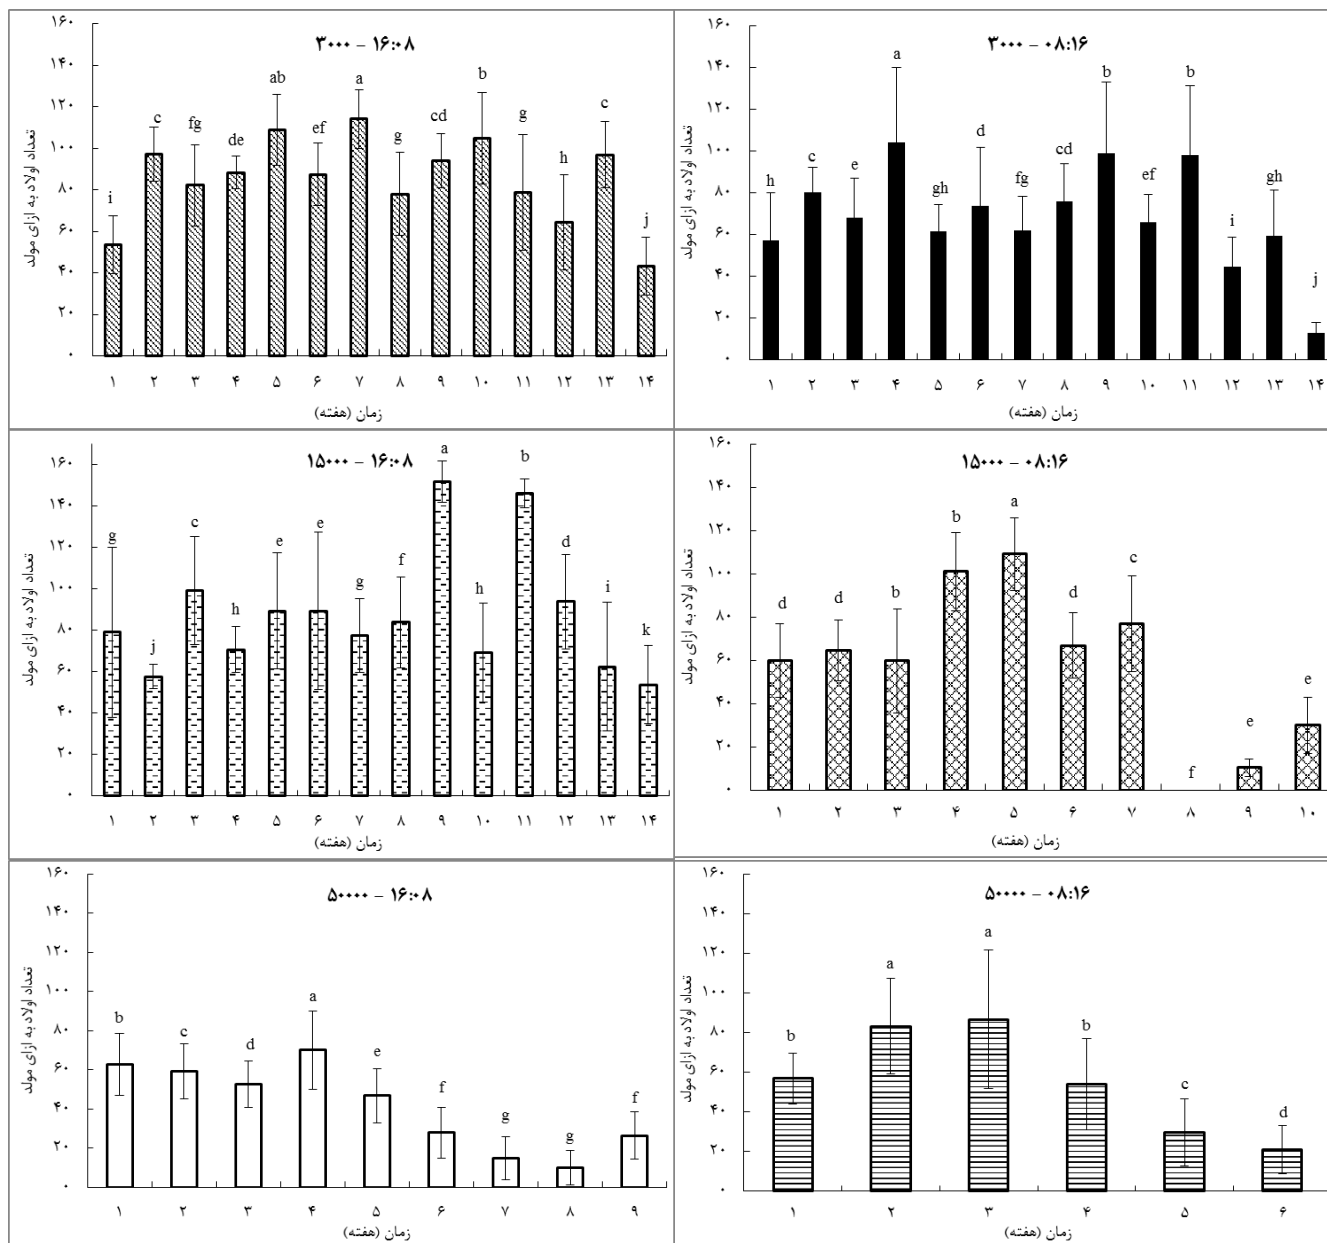 ۳۰۰۰ – ۱۶:۰۸
تعداد اولاد به ازای مولد
۱۶۰
۱۴۰
۱۲۰
۱۰۰
۸۰
۶۰
۴۰
۲۰
۰
i c fg de ab ef a g cd b g h c j
۱ ۲ ۳ ۴ ۵ ۶ ۷ ۸ ۹ ۱۰ ۱۱ ۱۲ ۱۳ ۱۴
زمان (هفته)
۳۰۰۰ – ۰۸:۱۶
تعداد اولاد به ازای مولد
۱۶۰
۱۴۰
۱۲۰
۱۰۰
۸۰
۶۰
۴۰
۲۰
۰
h c e a gh d fg cd b ef b i gh j
۱ ۲ ۳ ۴ ۵ ۶ ۷ ۸ ۹ ۱۰ ۱۱ ۱۲ ۱۳ ۱۴
زمان (هفته)
۱۵۰۰۰ – ۱۶:۰۸
تعداد اولاد به ازای مولد
۱۶۰
۱۴۰
۱۲۰
۱۰۰
۸۰
۶۰
۴۰
۲۰
۰
g j c h e e g f a h b d i k
۱ ۲ ۳ ۴ ۵ ۶ ۷ ۸ ۹ ۱۰ ۱۱ ۱۲ ۱۳ ۱۴
زمان (هفته)
۱۵۰۰۰ – ۰۸:۱۶
تعداد اولاد به ازای مولد
۱۶۰
۱۴۰
۱۲۰
۱۰۰
۸۰
۶۰
۴۰
۲۰
۰
d d b b a d c f e e
۱ ۲ ۳ ۴ ۵ ۶ ۷ ۸ ۹ ۱۰
زمان (هفته)
۵۰۰۰۰ – ۱۶:۰۸
تعداد اولاد به ازای مولد
۱۶۰
۱۴۰
۱۲۰
۱۰۰
۸۰
۶۰
۴۰
۲۰
۰
b c d a e f g g f
۱ ۲ ۳ ۴ ۵ ۶ ۷ ۸ ۹
زمان (هفته)
۵۰۰۰۰ – ۰۸:۱۶
تعداد اولاد به ازای مولد
۱۶۰
۱۴۰
۱۲۰
۱۰۰
۸۰
۶۰
۴۰
۲۰
۰
b a a b c d
۱ ۲ ۳ ۴ ۵ ۶
زمان (هفته)